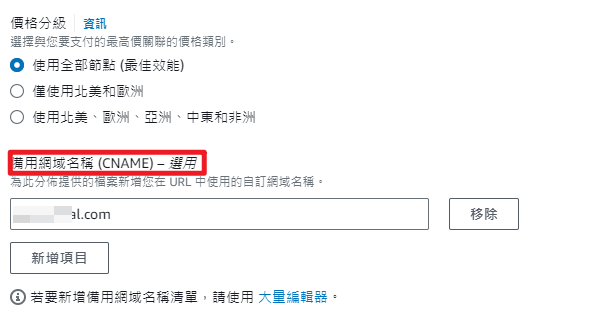 價格分級 資訊
選擇與您要支付的最高價關聯的價格類別。
使用全部節點 (最佳效能)
僅使用北美和歐洲
使用北美、歐洲、亞洲、中東和非洲
備用網域名稱 (CNAME) – 選用
為此分佈提供的檔案新增您在 URL 中使用的自訂網域名稱。
al.com 移除
新增項目
若要新增備用網域名稱清單，請使用 大量編輯器。